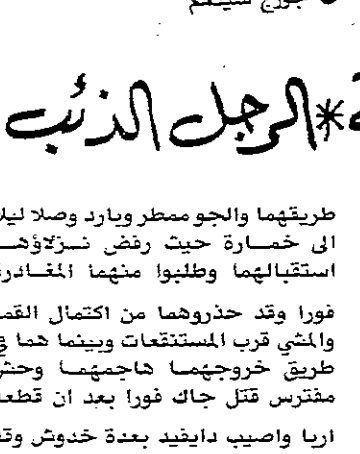 جورج سيغم
*الرجل الذئب
طريقهما والجو ممطر وبارد وصلا ليلا
الى خمارة حيث رفض نزلاؤها
استقبالهما وطلبوا منهما المغادرة
فورا وقد حذروهما من اكتمال القمر
والمشي قرب المستنقعات وبينما هما في
طريق خروجهما هاجمهما وحش
مفترس قتل جاك فورا بعد ان قطعه
اربا واصيب دايفيد بعدة خدوش وقد